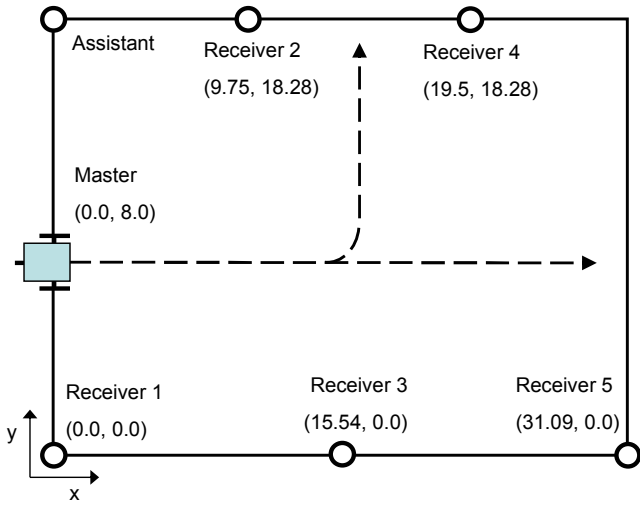 Assistant
Receiver 2
(9.75, 18.28)
Receiver 4
(19.5, 18.28)
Master
(0.0, 8.0)
Receiver 1
(0.0, 0.0)
Receiver 3
(15.54, 0.0)
Receiver 5
(31.09, 0.0)
y
x